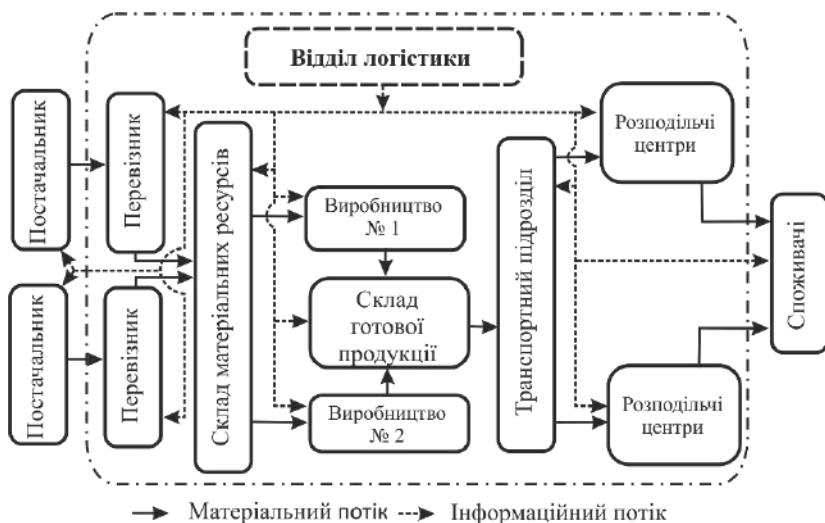 Відділ логістики
Постачальник
Перевізник
Постачальник
Перевізник
Склад матеріальних ресурсів
Виробництво
№ 1
Склад
готової
продукції
Виробництво
№ 2
Транспортний підрозділ
Розподільчі
центри
Розподільчі
центри
Споживачі
Матеріальний потік
Інформаційний потік